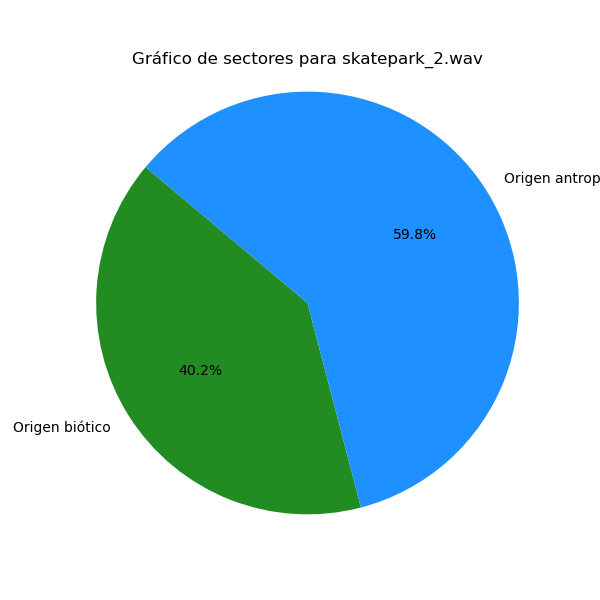 Gráfico de sectores para skatepark_2.wav
Origen antrop
59.8%
40.2%
Origen biótico